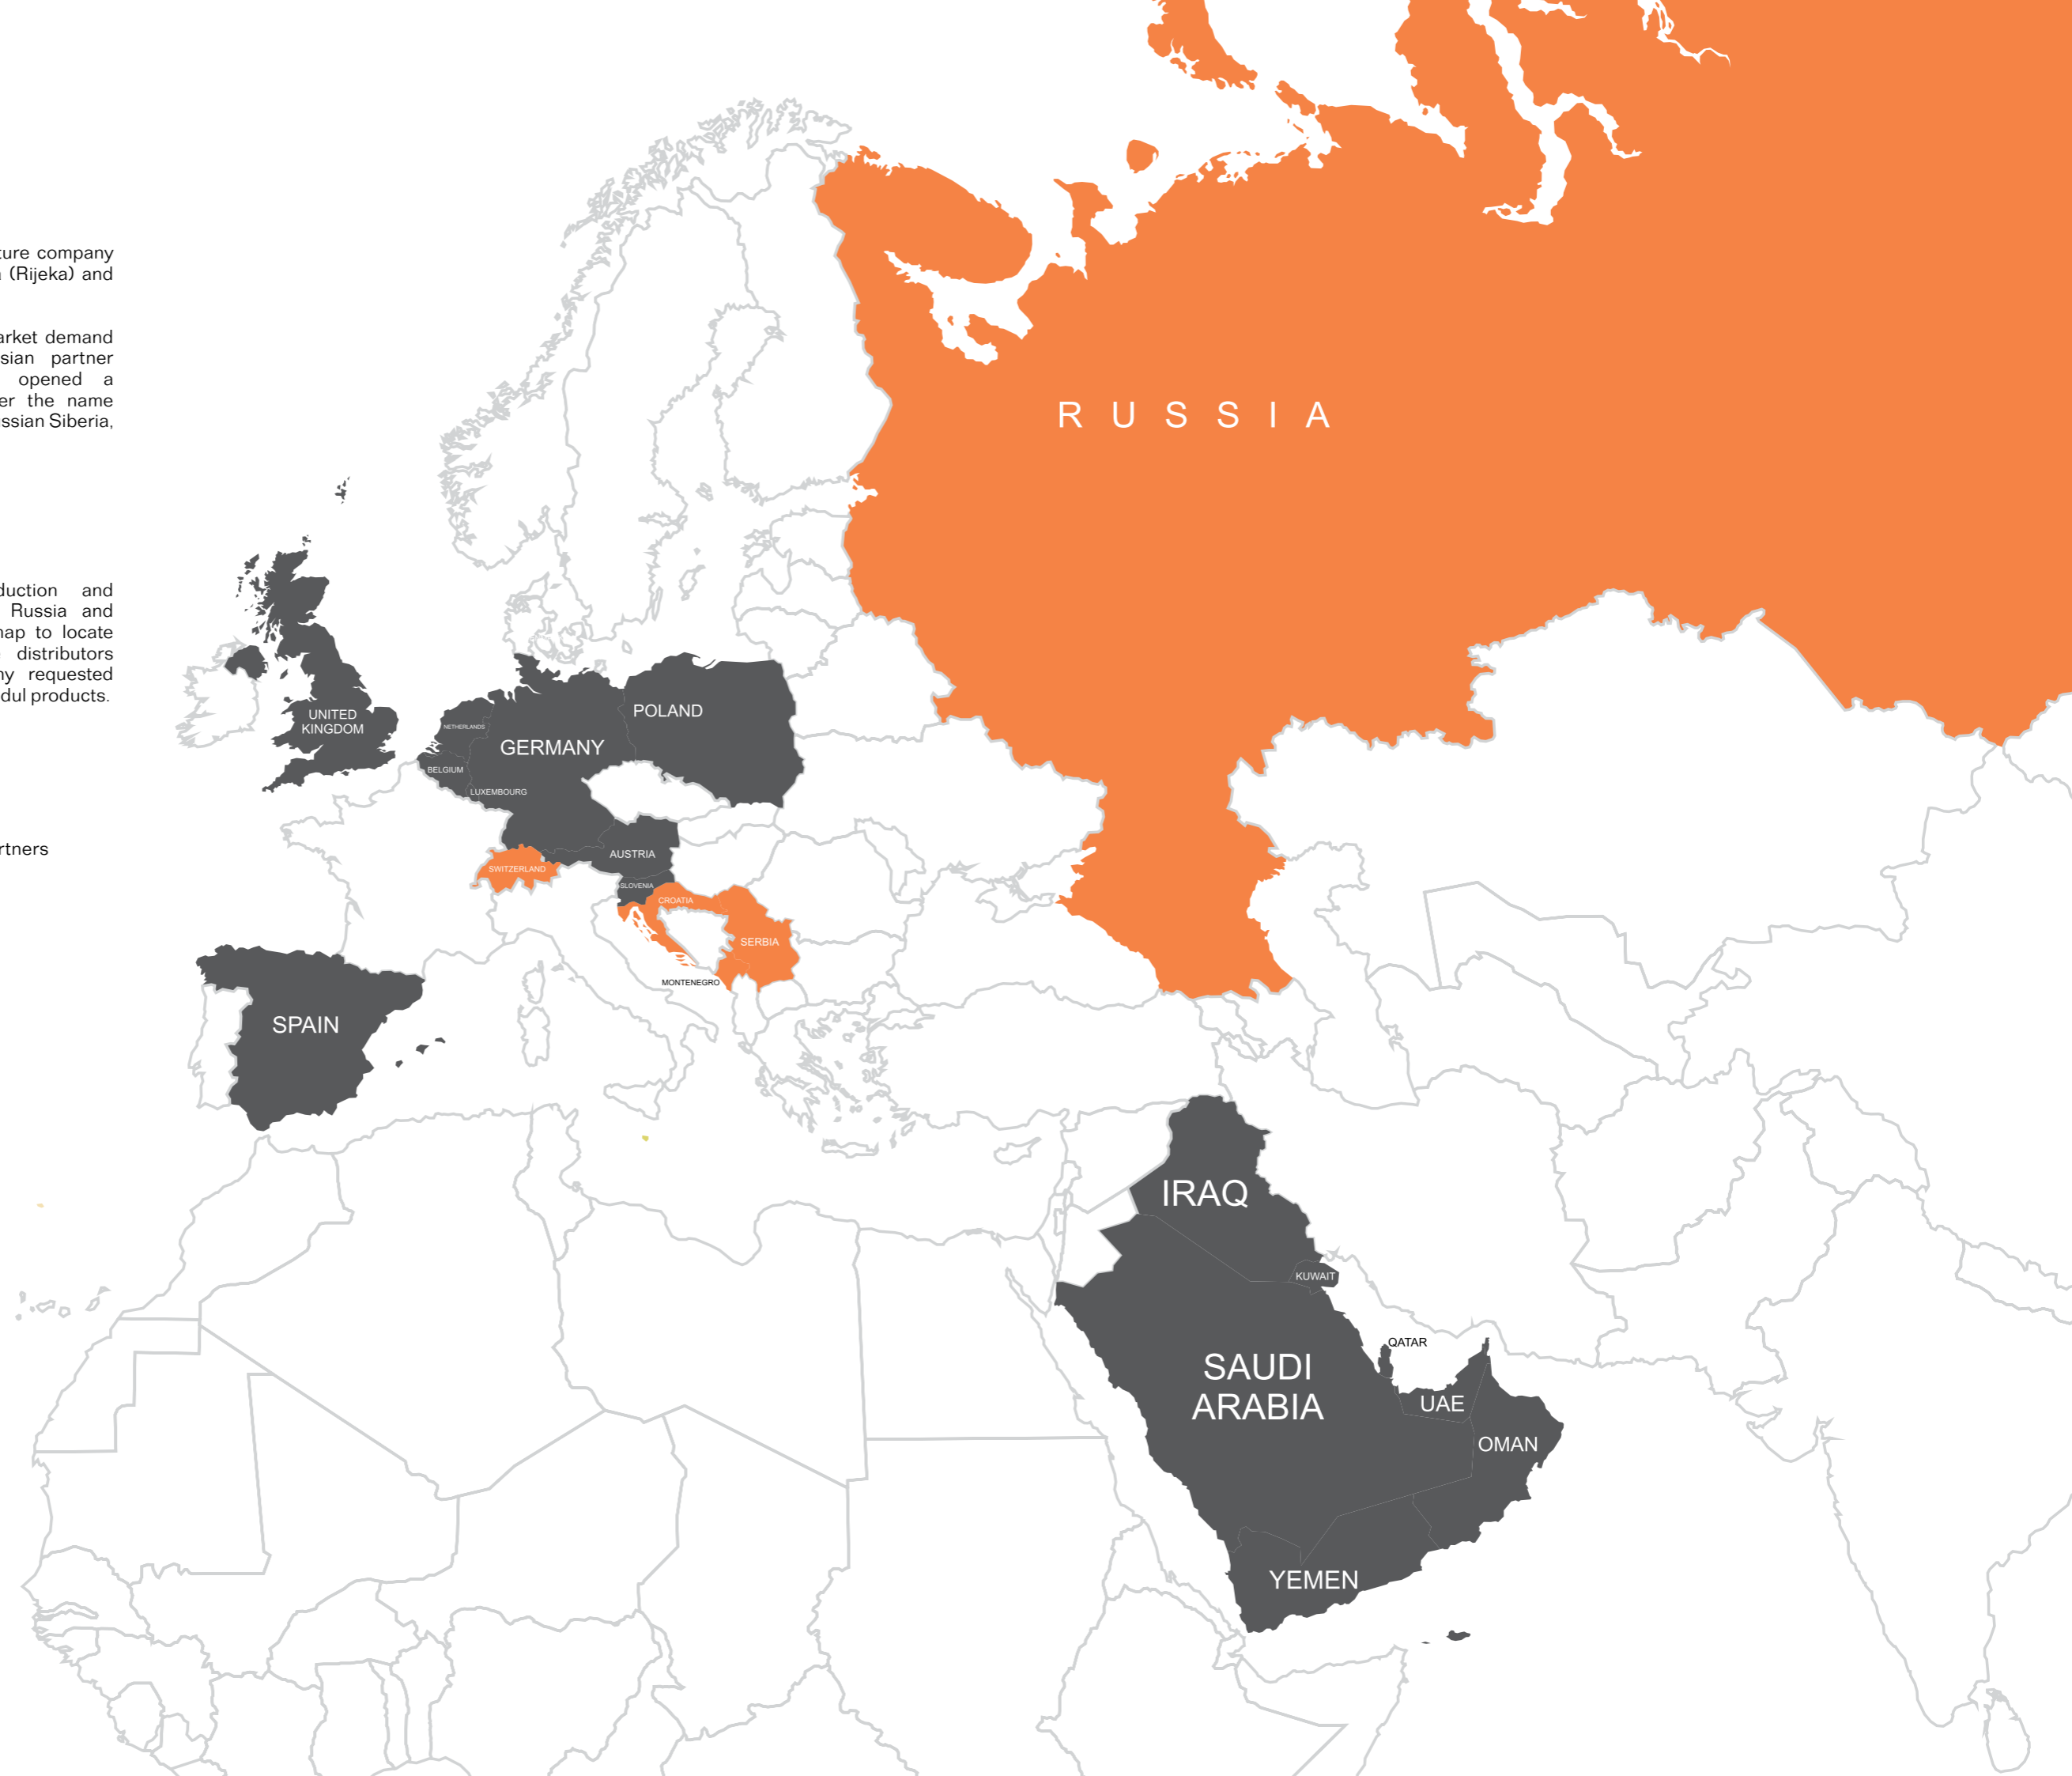 ture company
(Rijeka) and
arket demand
sian partner
opened a
er the name
ssian Siberia,
duction and
Russia and
nap to locate
distributors
ny requested
dul products.
rtners
RUSSIA
UNITED
KINGDOM
NETHERLANDS
BELGIUM
LUXEMBOURG
GERMANY
POLAND
AUSTRIA
SWITZERLAND
SLOVENIA
CROATIA
SERBIA
MONTENEGRO
SPAIN
IRAQ
KUWAIT
QATAR
SAUDI
ARABIA
UAE
OMAN
YEMEN